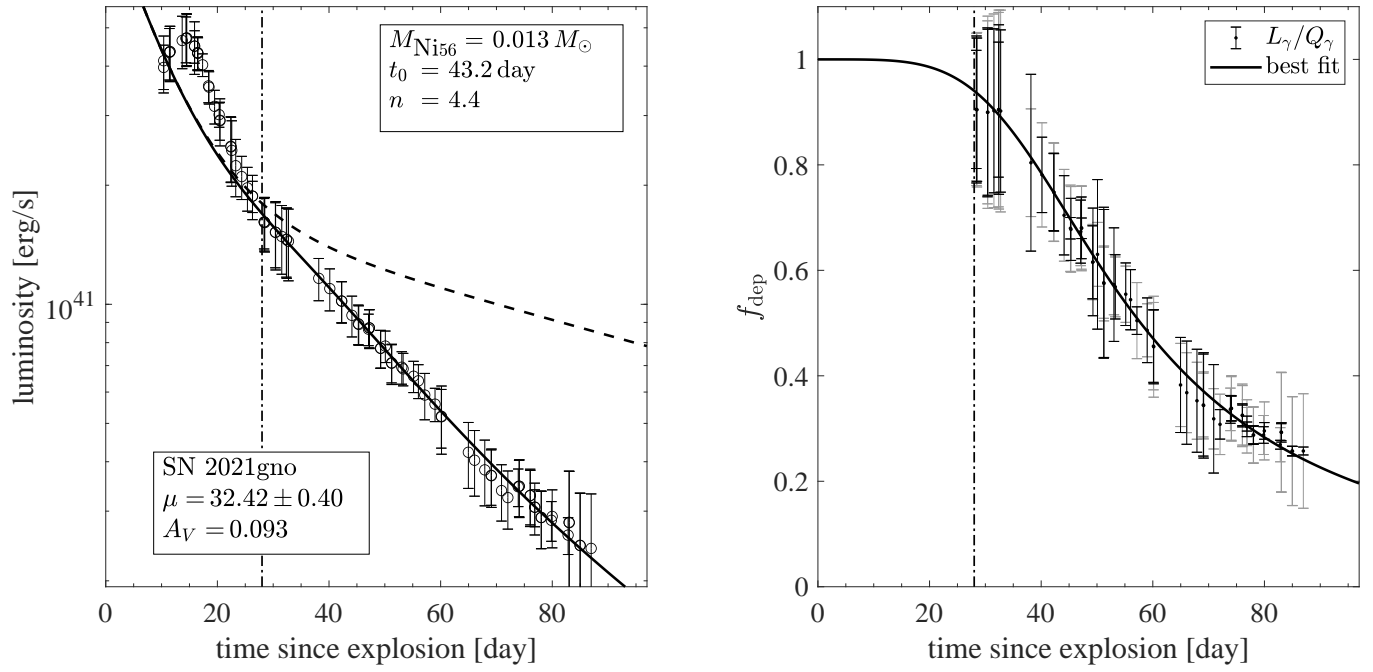 M_Ni56 = 0.013 M_⊙
t_0 = 43.2 day
n = 4.4
luminosity [erg/s]
10^41
SN 2021gno
μ = 32.42 ± 0.40
A_V = 0.093
0 20 40 60 80
time since explosion [day]
L_γ/Q_γ
best fit
f_dep
1
0.8
0.6
0.4
0.2
0
0 20 40 60 80
time since explosion [day]